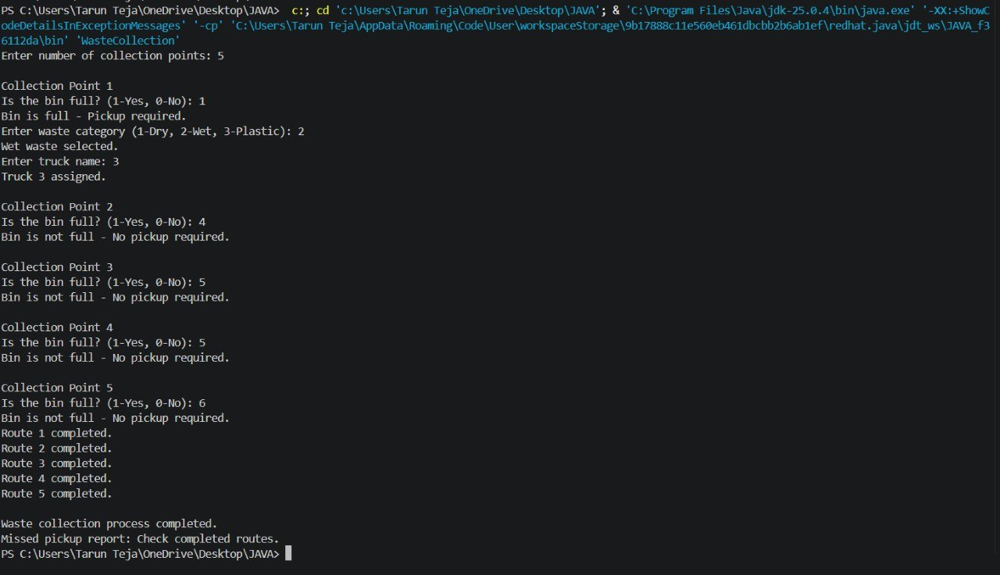 PS C:\Users\Tarun Teja\OneDrive\Desktop\JAVA>  c:; cd 'c:\Users\Tarun Teja\OneDrive\Desktop\JAVA'; & 'C:\Program Files\Java\jdk-25.0.4\bin\java.exe' '-XX:+ShowC
odeDetailsInExceptionMessages' '-cp' 'C:\Users\Tarun Teja\AppData\Roaming\Code\User\workspaceStorage\9b17888c11e560eb461dbcbb2b6ab1ef\redhat.java\jdt_ws\JAVA_f3
6112da\bin' 'WasteCollection'
Enter number of collection points: 5

Collection Point 1
Is the bin full? (1-Yes, 0-No): 1
Bin is full - Pickup required.
Enter waste category (1-Dry, 2-Wet, 3-Plastic): 2
Wet waste selected.
Enter truck name: 3
Truck 3 assigned.

Collection Point 2
Is the bin full? (1-Yes, 0-No): 4
Bin is not full - No pickup required.

Collection Point 3
Is the bin full? (1-Yes, 0-No): 5
Bin is not full - No pickup required.

Collection Point 4
Is the bin full? (1-Yes, 0-No): 5
Bin is not full - No pickup required.

Collection Point 5
Is the bin full? (1-Yes, 0-No): 6
Bin is not full - No pickup required.
Route 1 completed.
Route 2 completed.
Route 3 completed.
Route 4 completed.
Route 5 completed.

Waste collection process completed.
Missed pickup report: Check completed routes.
PS C:\Users\Tarun Teja\OneDrive\Desktop\JAVA>